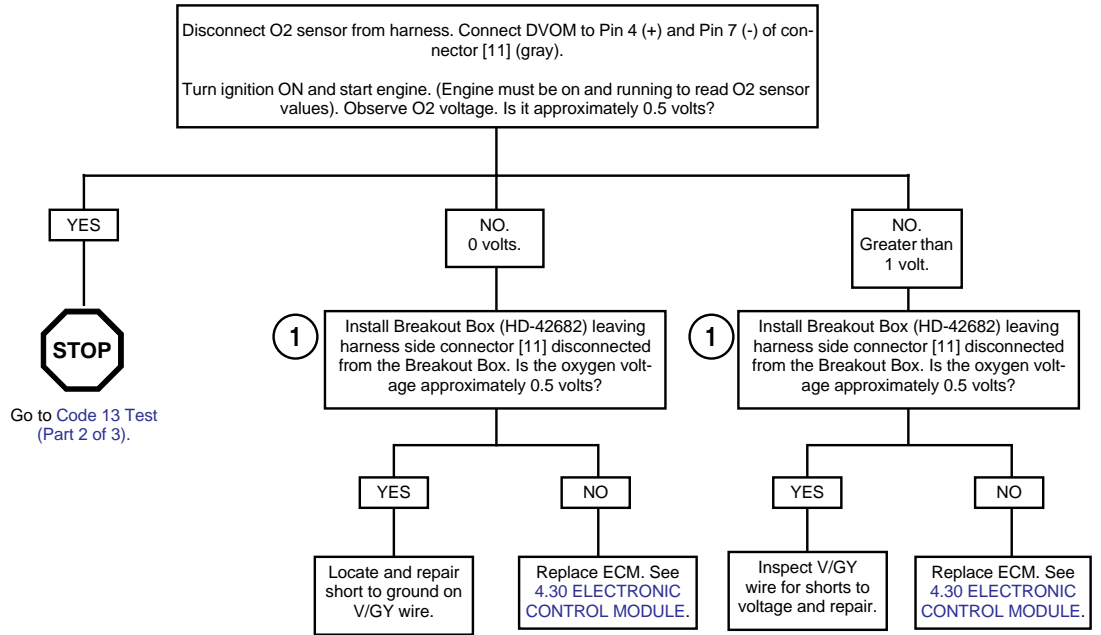 Disconnect O2 sensor from harness. Connect DVOM to Pin 4 (+) and Pin 7 (-) of con-
nector [11] (gray).
Turn ignition ON and start engine. (Engine must be on and running to read O2 sensor
values). Observe O2 voltage. Is it approximately 0.5 volts?
YES
NO.
0 volts.
NO.
Greater than
1 volt.
STOP
Go to Code 13 Test
(Part 2 of 3).
1
Install Breakout Box (HD-42682) leaving
harness side connector [11] disconnected
from the Breakout Box. Is the oxygen volt-
age approximately 0.5 volts?
1
Install Breakout Box (HD-42682) leaving
harness side connector [11] disconnected
from the Breakout Box. Is the oxygen volt-
age approximately 0.5 volts?
YES
NO
YES
NO
Locate and repair
short to ground on
V/GY wire.
Replace ECM. See
4.30 ELECTRONIC
CONTROL MODULE.
Inspect V/GY
wire for shorts to
voltage and repair.
Replace ECM. See
4.30 ELECTRONIC
CONTROL MODULE.